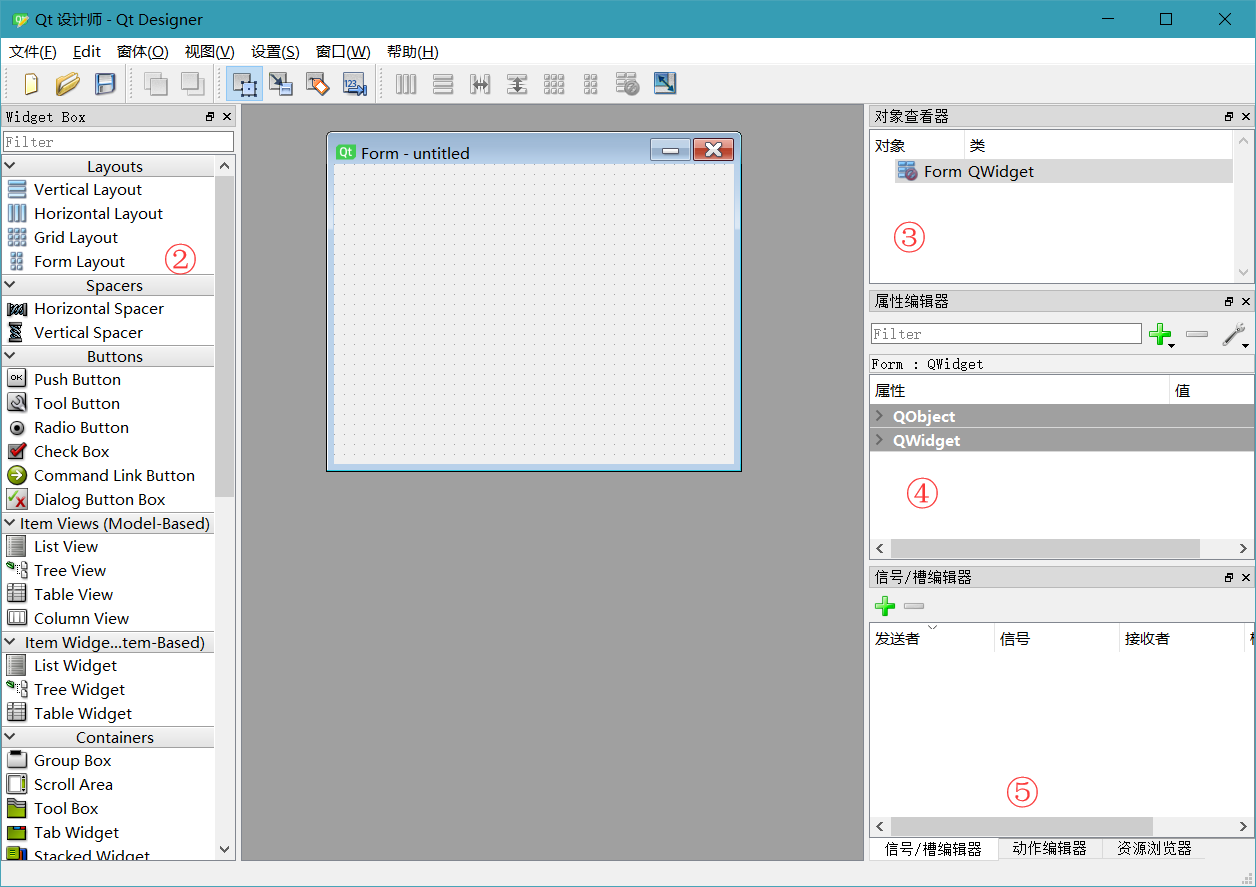 Qt 设计师 - Qt Designer
文件(F) Edit 窗体(O) 视图(V) 设置(S) 窗口(W) 帮助(H)
123
Widget Box
Filter
Layouts
Vertical Layout
Horizontal Layout
Grid Layout
Form Layout
②
Spacers
Horizontal Spacer
Vertical Spacer
Buttons
OK Push Button
Tool Button
Radio Button
Check Box
Command Link Button
Dialog Button Box
Item Views (Model-Based)
List View
Tree View
Table View
Column View
Item Widge...tem-Based)
List Widget
Tree Widget
Table Widget
Containers
Group Box
Scroll Area
Tool Box
Tab Widget
Stacked Widget
Qt Form - untitled
对象查看器
对象 类
Form QWidget
③
属性编辑器
Filter
Form : QWidget
属性 值
QObject
QWidget
④
信号/槽编辑器
发送者 信号 接收者
⑤
信号/槽编辑器 动作编辑器 资源浏览器